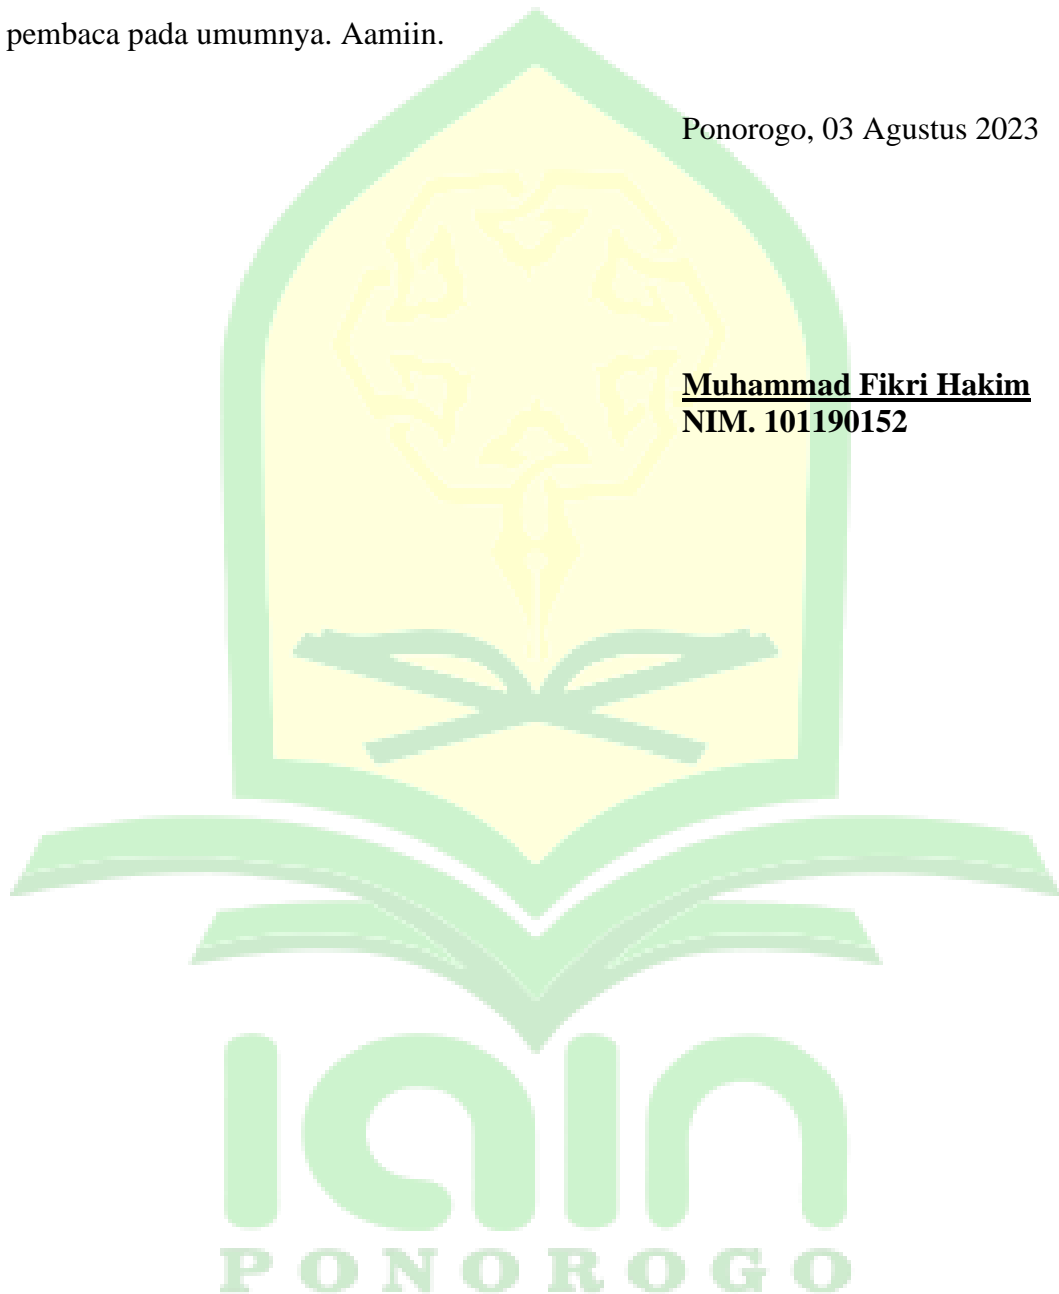 pembaca pada umumnya. Aamiin.
Ponorogo, 03 Agustus 2023
Muhammad Fikri Hakim
NIM. 101190152
iain
PONOROGO